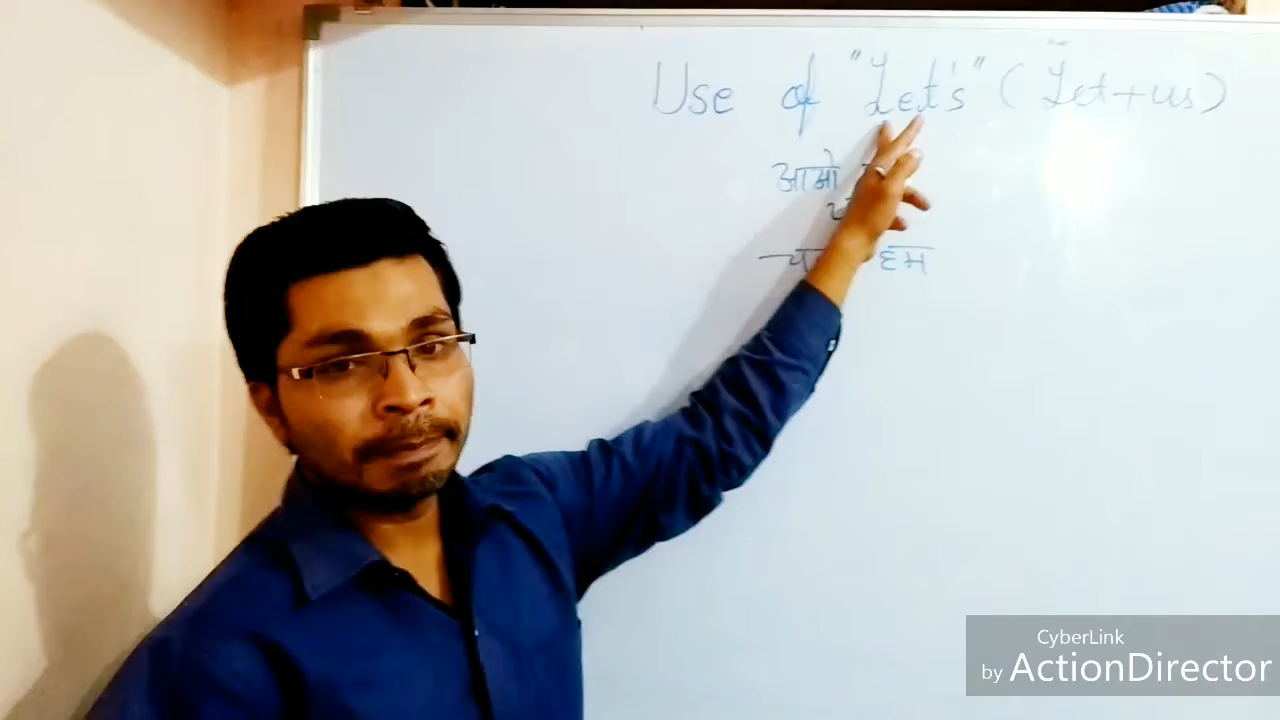 Use of "Let's" (Let+us)
आओ
हम
CyberLink
by ActionDirector